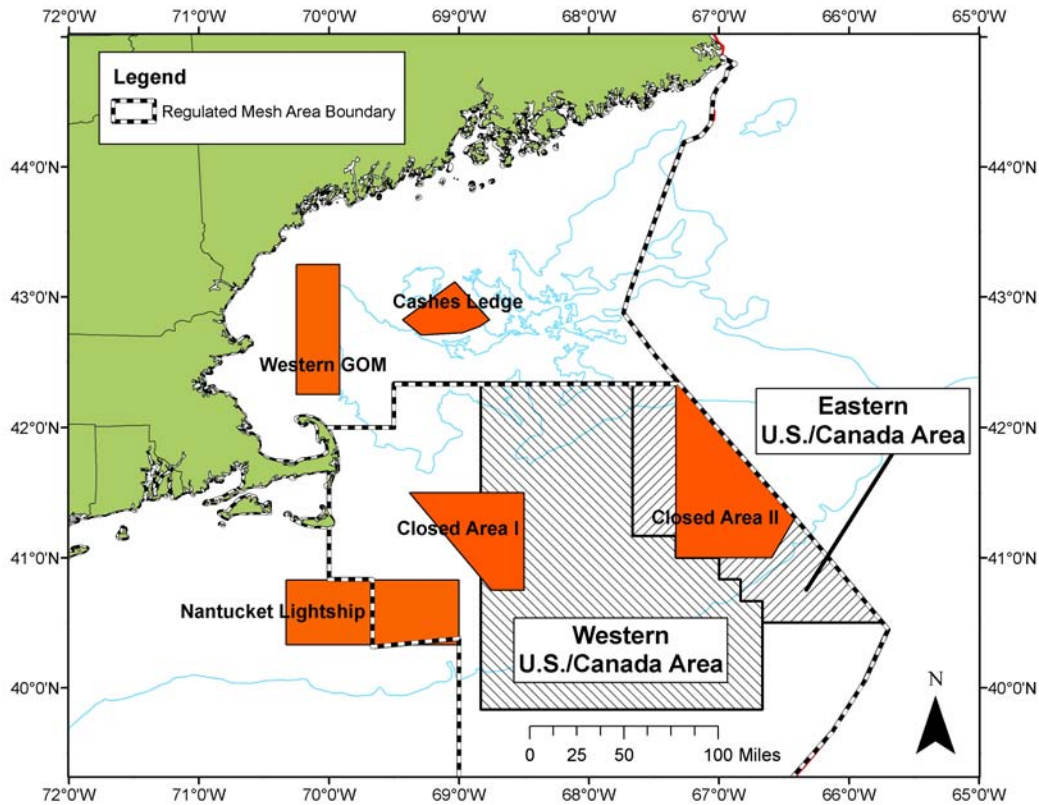 72°0'W 71°0'W 70°0'W 69°0'W 68°0'W 67°0'W 66°0'W 65°0'W
Legend
Regulated Mesh Area Boundary
44°0'N 44°0'N
43°0'N 43°0'N
Cashes Ledge
Western GOM
Eastern
U.S./Canada Area
42°0'N 42°0'N
Closed Area I
Closed Area II
41°0'N 41°0'N
Nantucket Lightship
Western
U.S./Canada Area
40°0'N 40°0'N
N
0 25 50 100 Miles
72°0'W 71°0'W 70°0'W 69°0'W 68°0'W 67°0'W 66°0'W 65°0'W